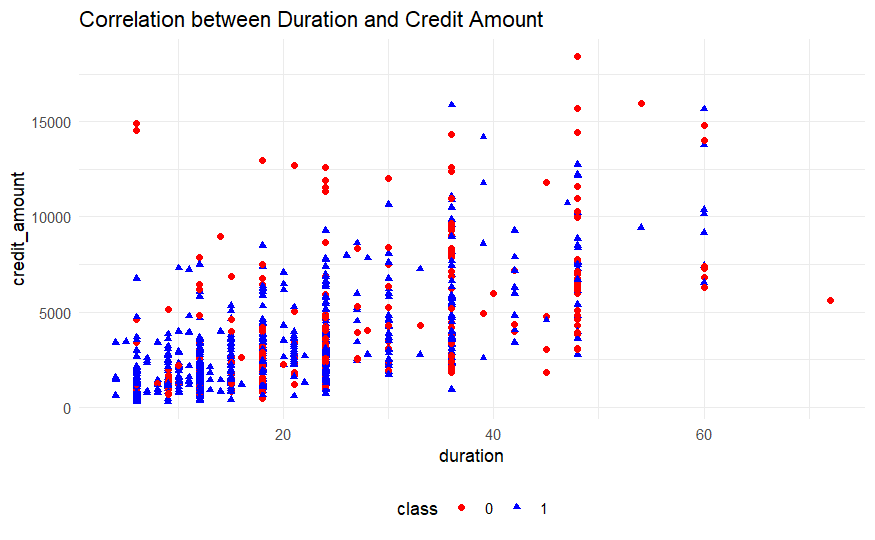 Correlation between Duration and Credit Amount
credit_amount
15000
10000
5000
0
20 40 60
duration
class 0 1